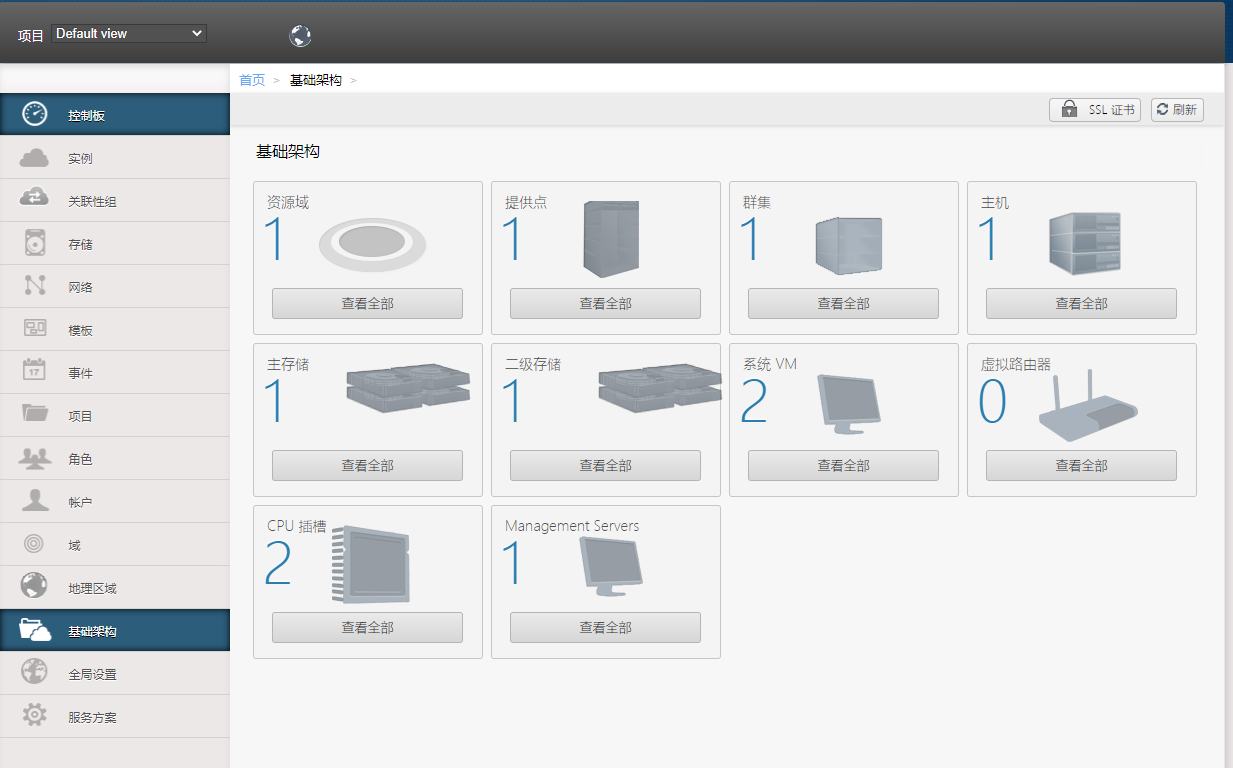 项目 Default view
首页 > 基础架构 >
SSL 证书 刷新
控制板
实例
关联性组
存储
网络
模板
17
事件
项目
角色
帐户
域
地理区域
基础架构
全局设置
服务方案
基础架构
资源域
1
查看全部
提供点
1
查看全部
群集
1
查看全部
主机
1
查看全部
主存储
1
查看全部
二级存储
1
查看全部
系统 VM
2
查看全部
虚拟路由器
0
查看全部
CPU 插槽
2
查看全部
Management Servers
1
查看全部